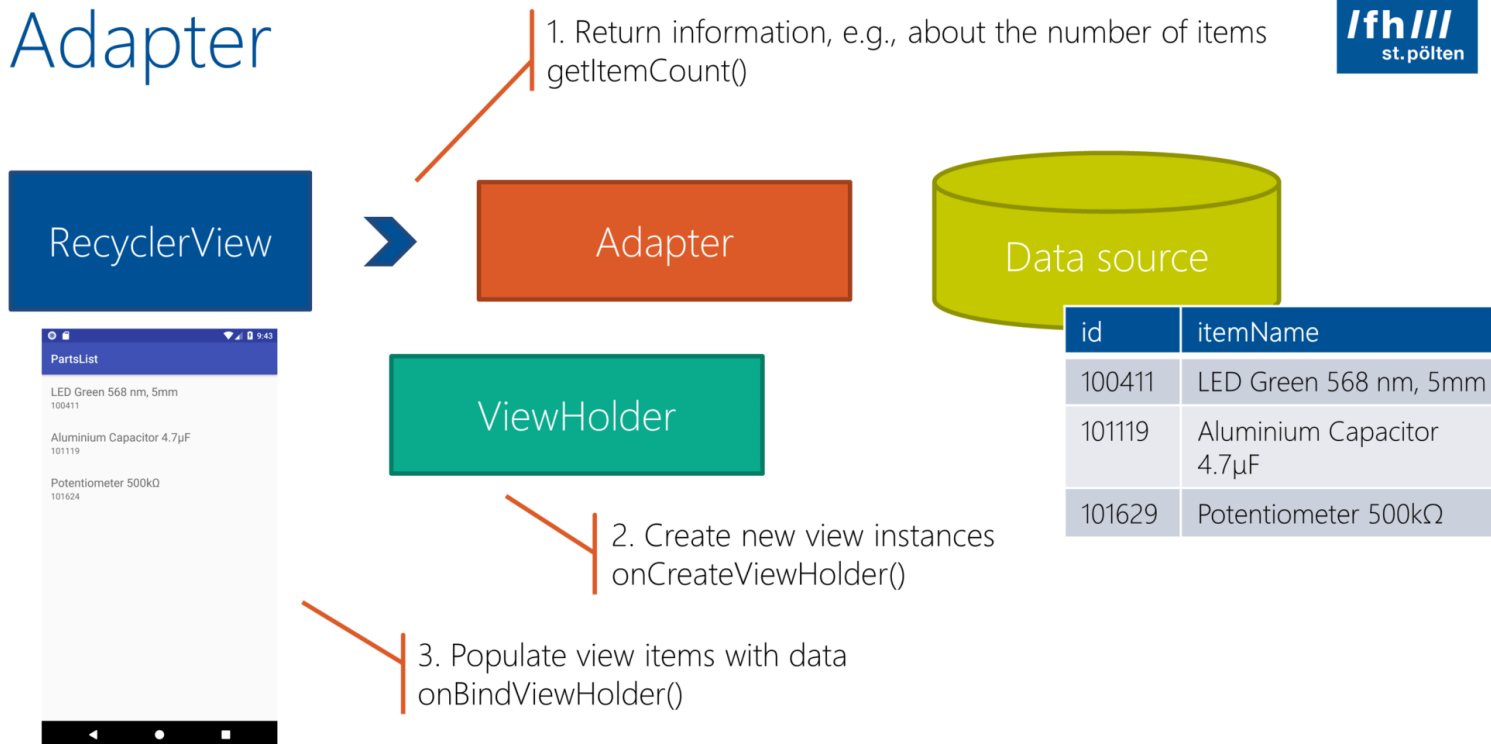 Adapter
1. Return information, e.g., about the number of items
getItemCount()
/fh///
st.pölten
RecyclerView
Adapter
Data source
9:43
PartsList
LED Green 568 nm, 5mm
100411
Aluminium Capacitor 4.7µF
101119
Potentiometer 500kΩ
101624
ViewHolder
id itemName
100411 LED Green 568 nm, 5mm
101119 Aluminium Capacitor
4.7µF
101629 Potentiometer 500kΩ
2. Create new view instances
onCreateViewHolder()
3. Populate view items with data
onBindViewHolder()